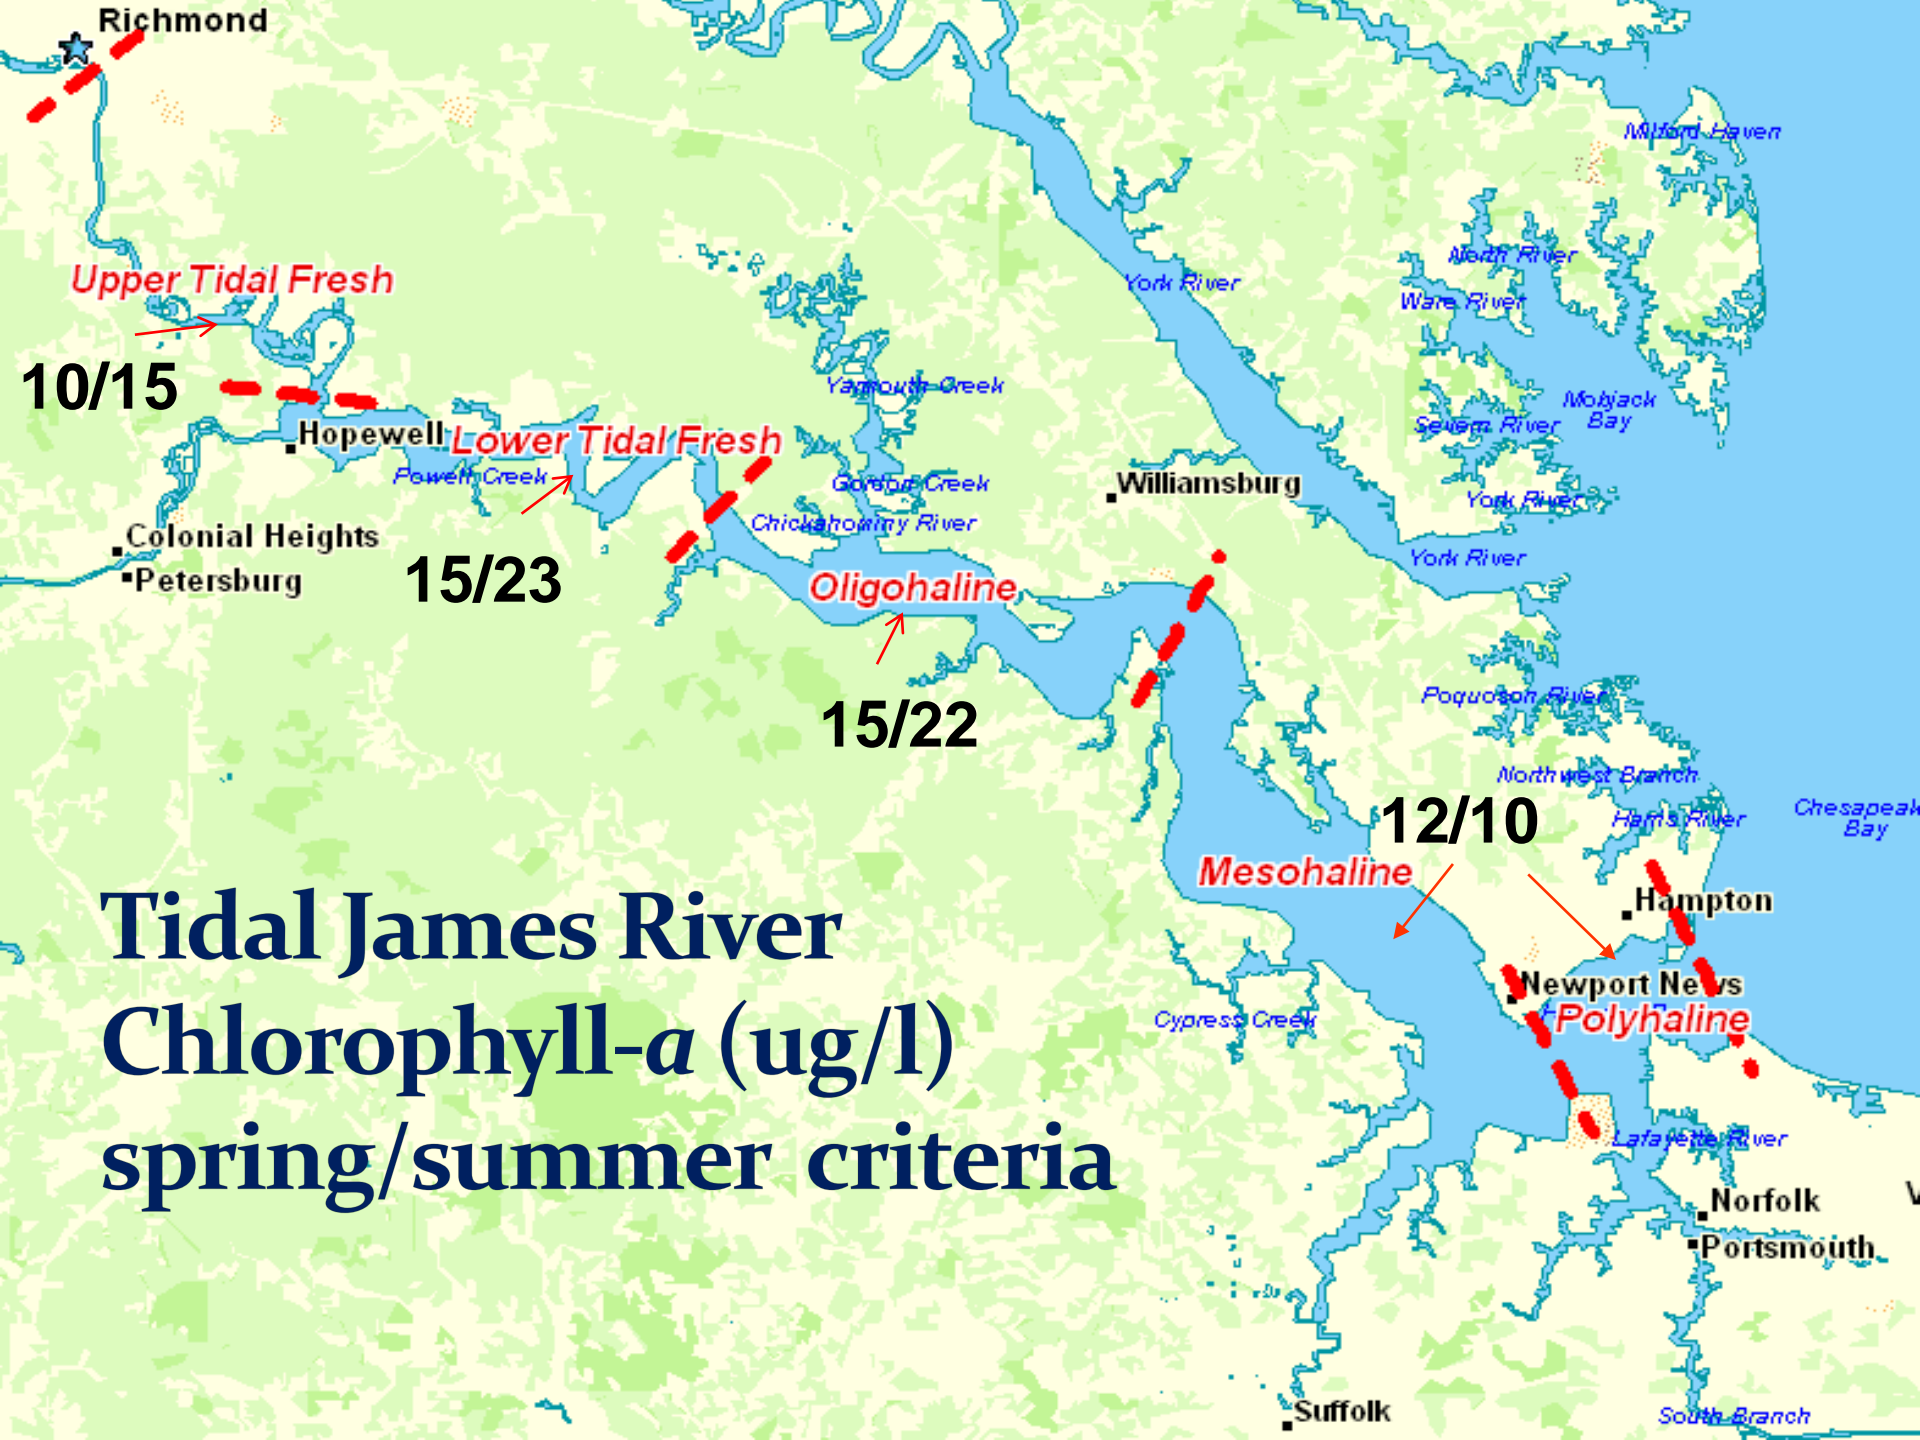 Richmond
Milford Haven
Upper Tidal Fresh
York River
North River
Ware River
10/15
Yarmouth Creek
Mobjack
Bay
Severn River
Hopewell
Lower Tidal Fresh
Powell Creek
Gordon Creek
Williamsburg
York River
Chickahominy River
Colonial Heights
Petersburg
15/23
Oligohaline
York River
15/22
Poquoson River
Northwest Branch
12/10
Harris River
Chesapeak
Bay
Mesohaline
Hampton
Newport News
Polyhaline
Cypress Creek
Tidal James River
Chlorophyll-a (ug/l)
spring/summer criteria
Lafayette River
Norfolk
V
Portsmouth
Suffolk
South Branch